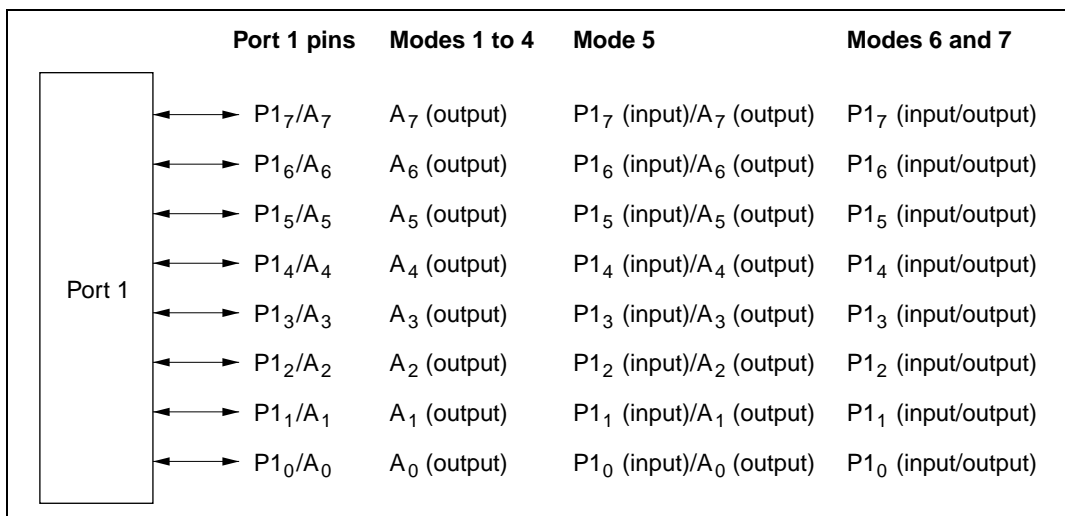 Port 1 pins Modes 1 to 4 Mode 5 Modes 6 and 7
P1₇/A₇ A₇ (output) P1₇ (input)/A₇ (output) P1₇ (input/output)
P1₆/A₆ A₆ (output) P1₆ (input)/A₆ (output) P1₆ (input/output)
P1₅/A₅ A₅ (output) P1₅ (input)/A₅ (output) P1₅ (input/output)
P1₄/A₄ A₄ (output) P1₄ (input)/A₄ (output) P1₄ (input/output)
Port 1
P1₃/A₃ A₃ (output) P1₃ (input)/A₃ (output) P1₃ (input/output)
P1₂/A₂ A₂ (output) P1₂ (input)/A₂ (output) P1₂ (input/output)
P1₁/A₁ A₁ (output) P1₁ (input)/A₁ (output) P1₁ (input/output)
P1₀/A₀ A₀ (output) P1₀ (input)/A₀ (output) P1₀ (input/output)